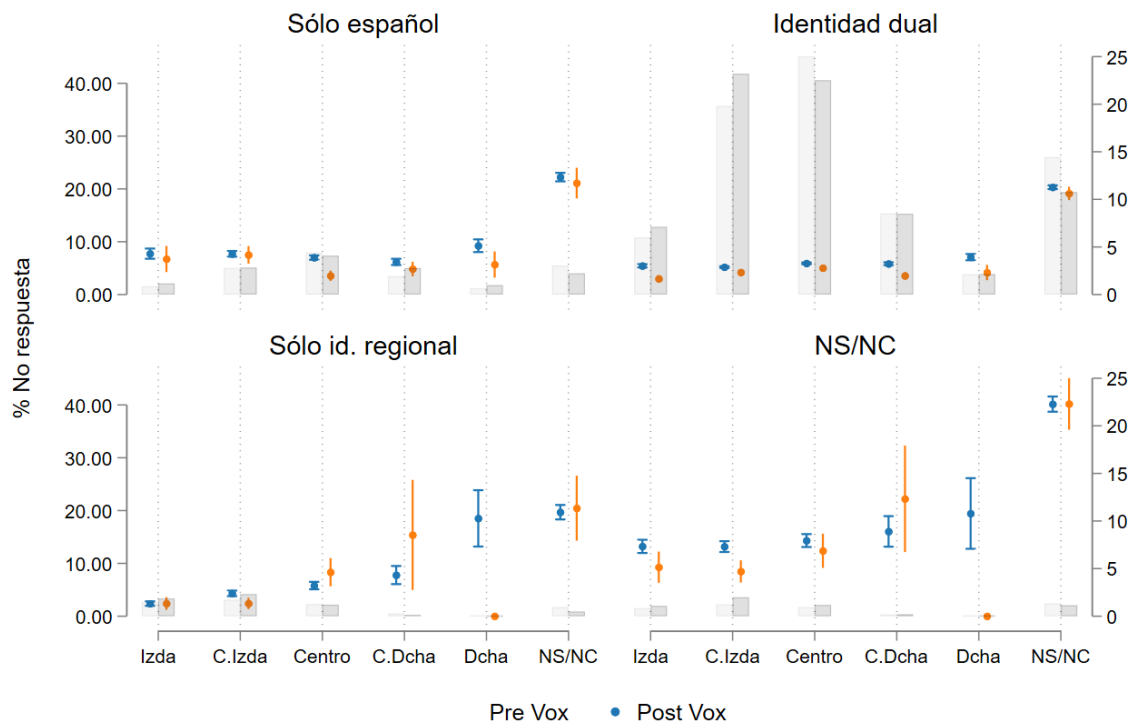 Sólo español
Identidad dual
40.00
30.00
20.00
10.00
0.00
25
20
15
10
5
0
% No respuesta
Sólo id. regional
NS/NC
40.00
30.00
20.00
10.00
0.00
25
20
15
10
5
0
Izda C.Izda Centro C.Dcha Dcha NS/NC
Izda C.Izda Centro C.Dcha Dcha NS/NC
Pre Vox Post Vox